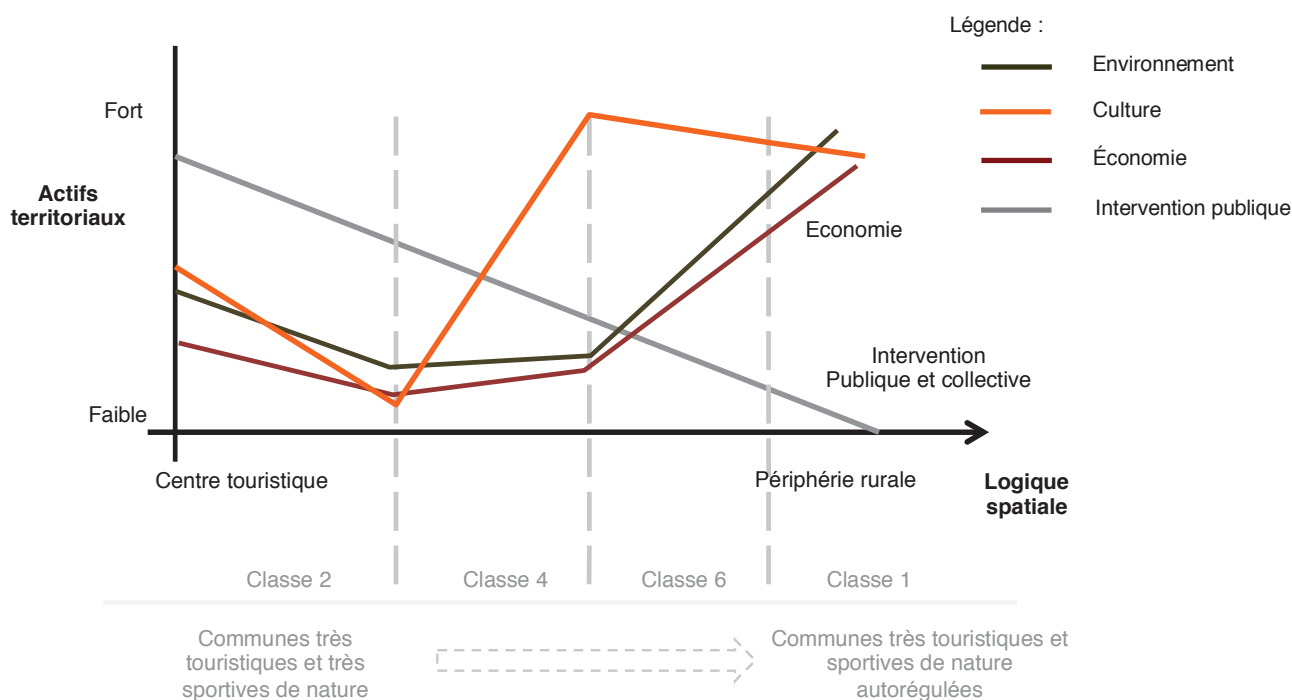 Légende :
Environnement
Culture
Économie
Intervention publique
Fort
Actifs
territoriaux
Economie
Intervention
Publique et collective
Faible
Centre touristique
Périphérie rurale
Logique
spatiale
Classe 2
Classe 4
Classe 6
Classe 1
Communes très
touristiques et très
sportives de nature
Communes très touristiques et
sportives de nature
autorégulées